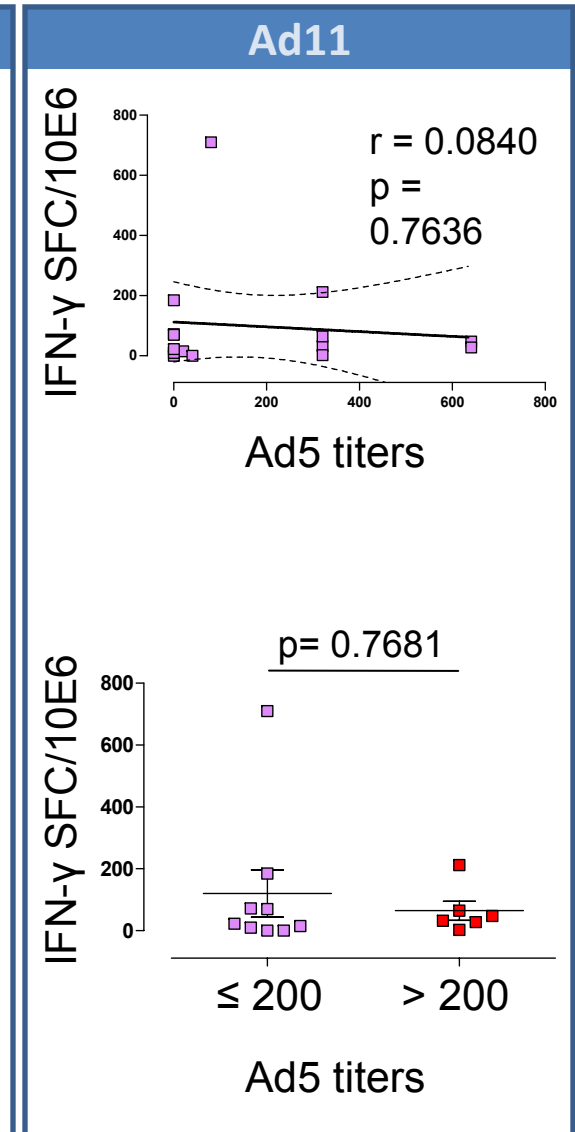 Ad11
IFN-γ SFC/10E6
800
600
400
200
0
r = 0.0840
p =
0.7636
0 200 400 600 800
Ad5 titers
IFN-γ SFC/10E6
p= 0.7681
800
600
400
200
0
≤ 200 > 200
Ad5 titers